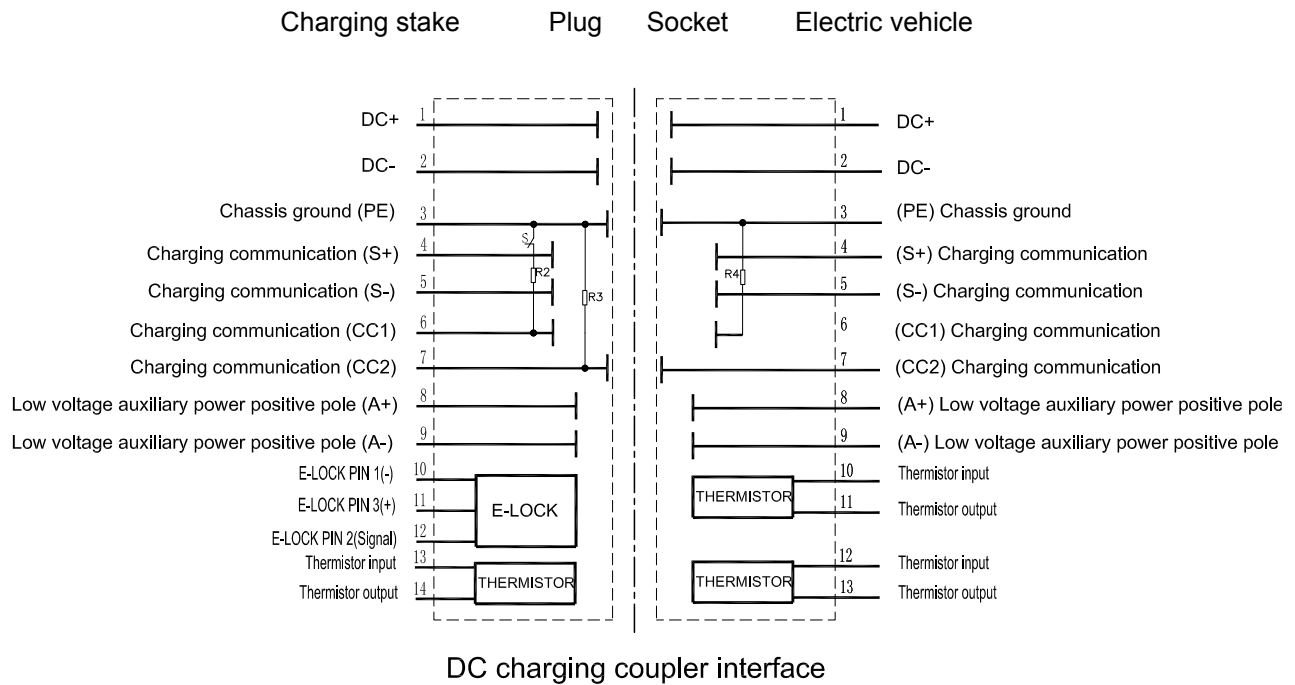 Charging stake Plug Socket Electric vehicle
DC+ 1 1 DC+
DC- 2 2 DC-
Chassis ground (PE) 3 3 (PE) Chassis ground
Charging communication (S+) 4 S 4 (S+) Charging communication
R2 R4
Charging communication (S-) 5 R3 5 (S-) Charging communication
Charging communication (CC1) 6 6 (CC1) Charging communication
Charging communication (CC2) 7 7 (CC2) Charging communication
Low voltage auxiliary power positive pole (A+) 8 8 (A+) Low voltage auxiliary power positive pole
Low voltage auxiliary power positive pole (A-) 9 9 (A-) Low voltage auxiliary power positive pole
E-LOCK PIN 1(-) 10 10 Thermistor input
E-LOCK PIN 3(+) 11 E-LOCK THERMISTOR 11 Thermistor output
E-LOCK PIN 2(Signal) 12 12 Thermistor input
Thermistor input 13 THERMISTOR THERMISTOR
Thermistor output 14 13 Thermistor output
DC charging coupler interface